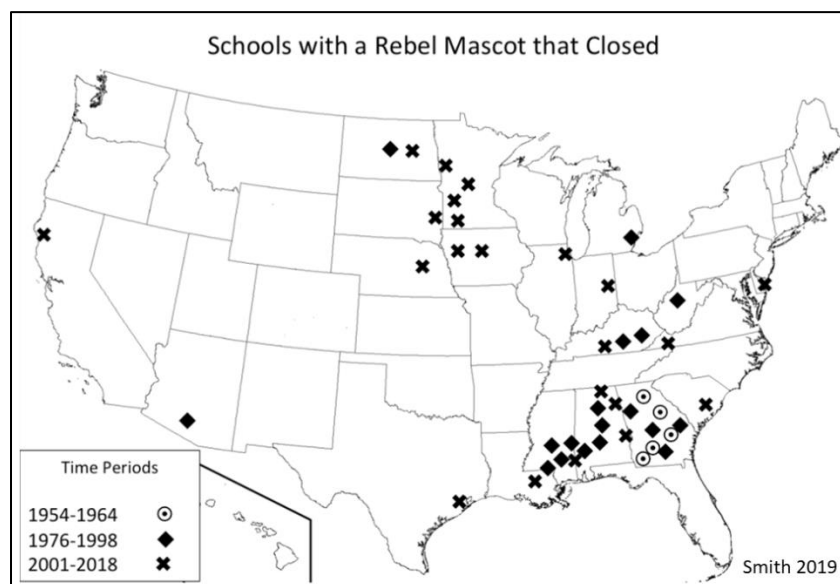 Schools with a Rebel Mascot that Closed
Time Periods
1954-1964
1976-1998
2001-2018
Smith 2019